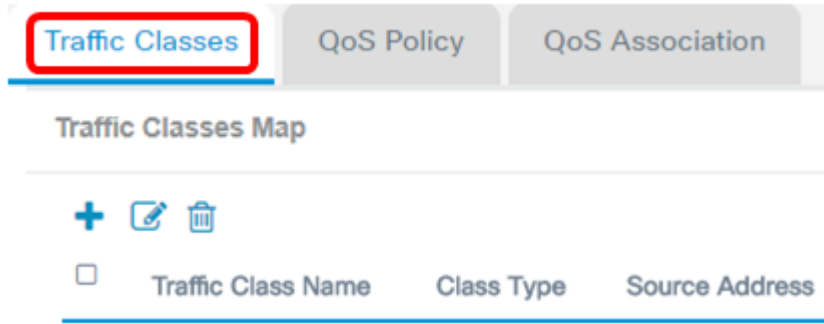 Traffic Classes QoS Policy QoS Association
Traffic Classes Map
Traffic Class Name Class Type Source Address